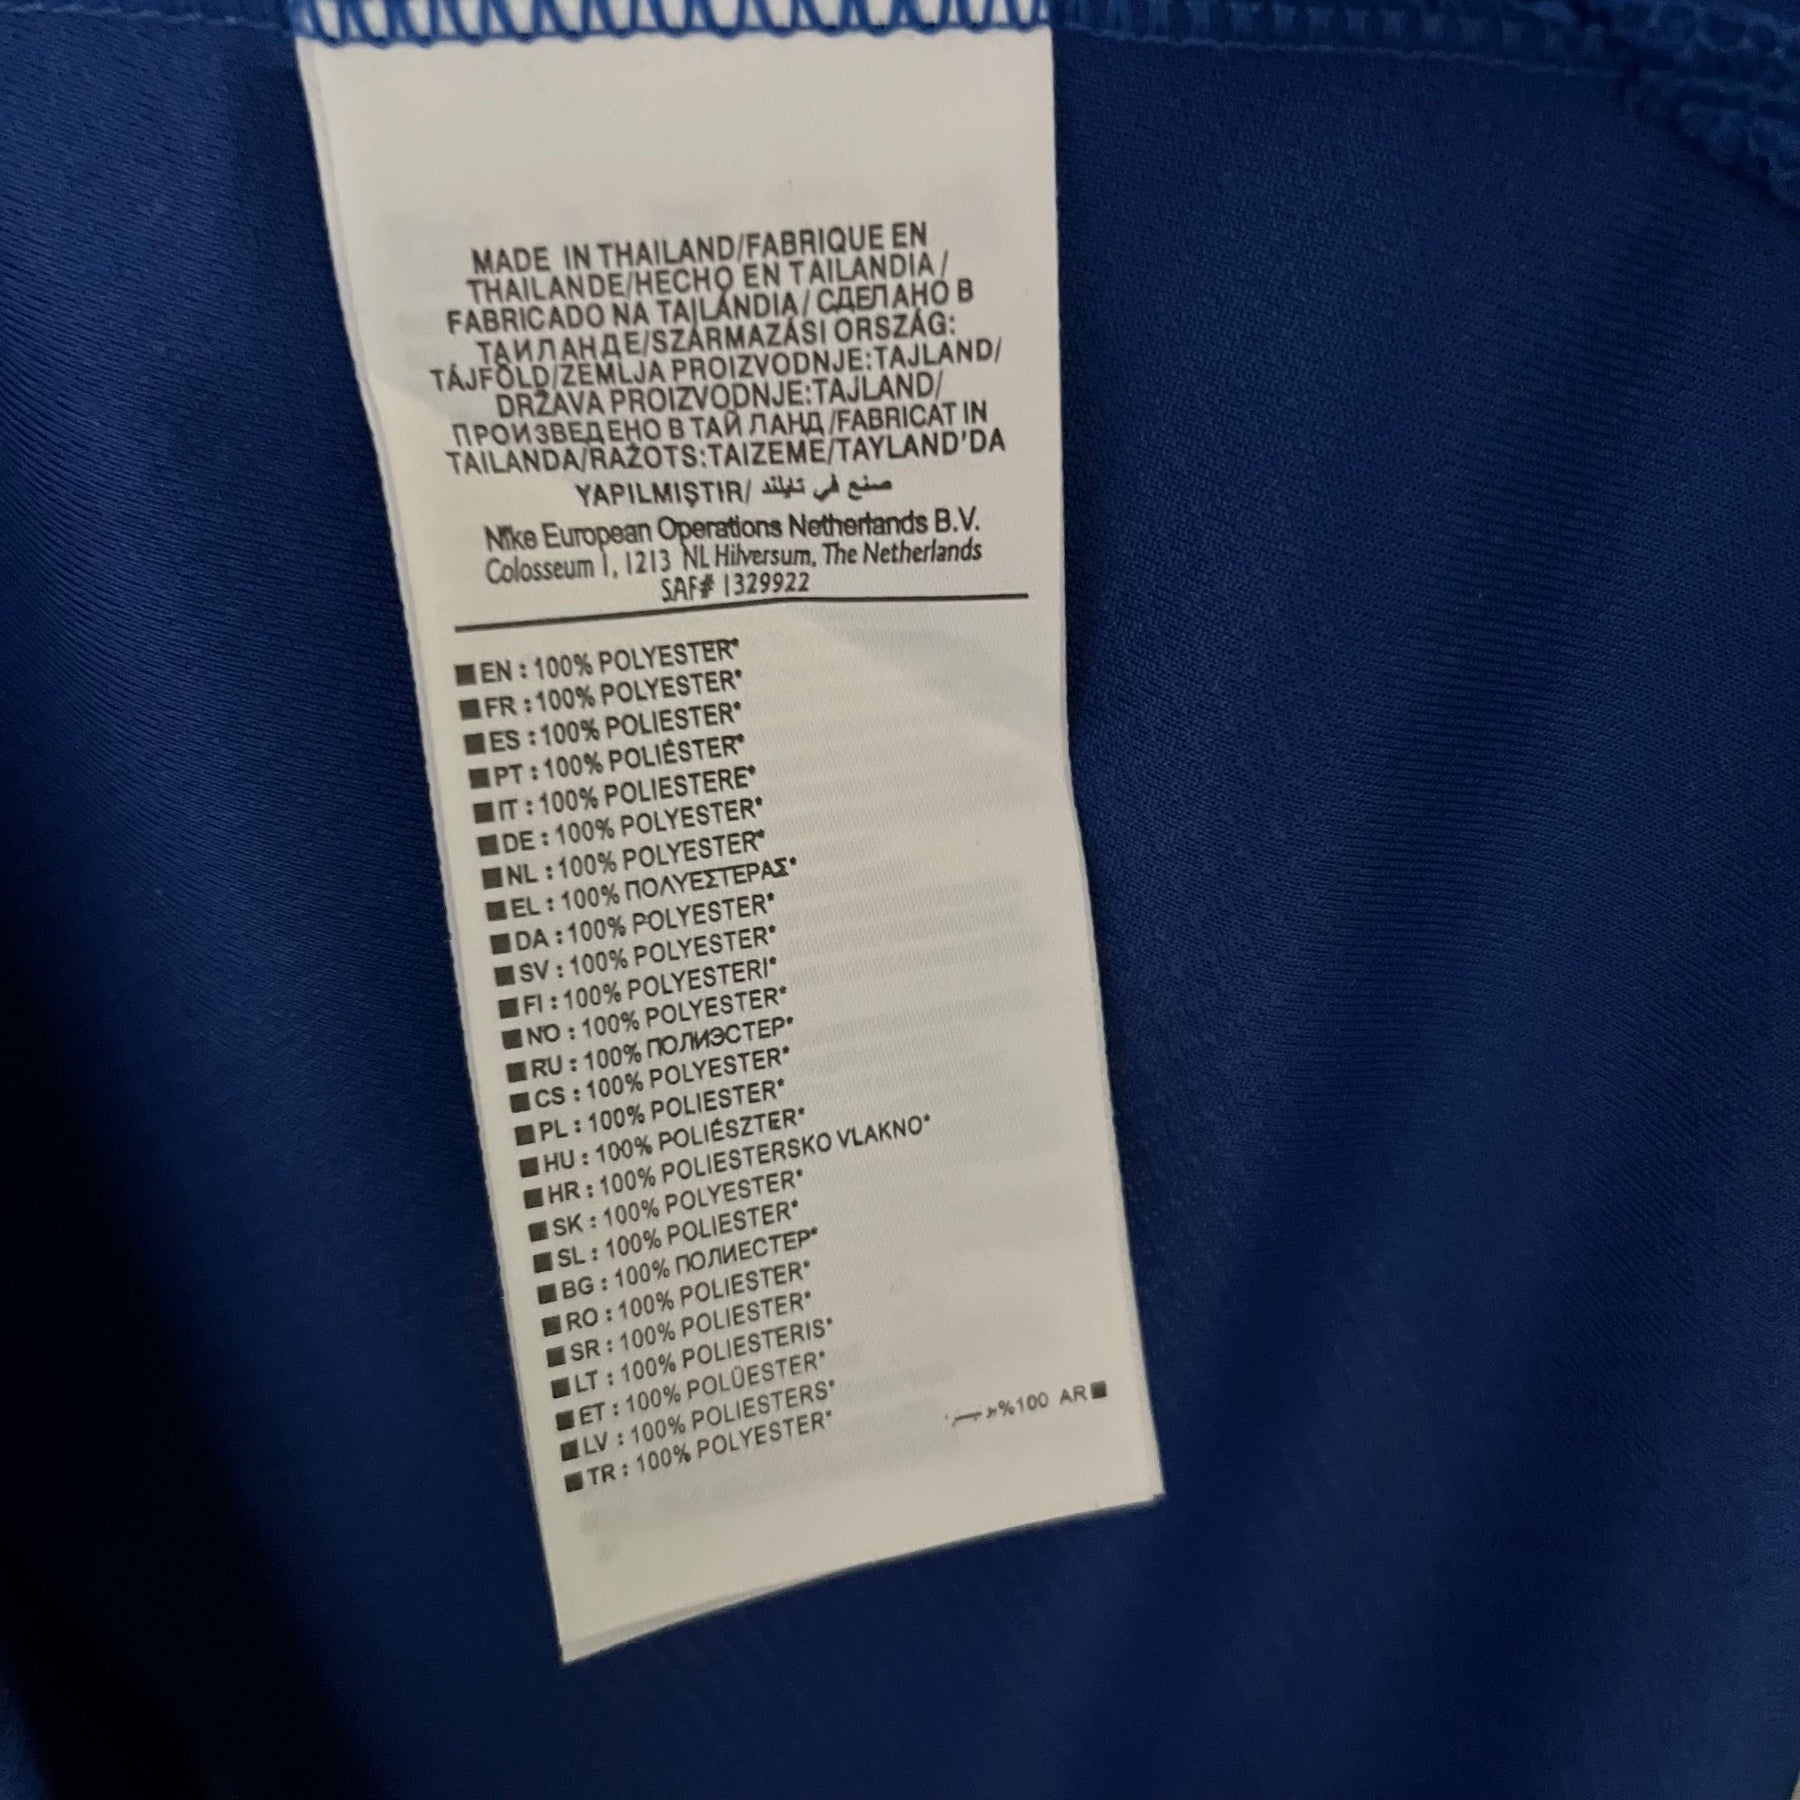 MADE IN THAILAND/FABRIQUE EN
THAILANDE/HECHO EN TAILANDIA/
FABRICADO NA TAILÂNDIA/СДЕЛАНО В
ТАИЛАНДЕ/SZÁRMAZÁSI ORSZÁG:
TÁJFÖLD/ZEMLJA PROIZVODNJE:TAJLAND/
DRŽAVA PROIZVODNJE:TAJLAND/
ПРОИЗВЕДЕНО В ТАЙЛАНД/FABRICAT IN
TAILANDA/RAŽOTS:TAIZEME/TAYLAND'DA
YAPILMIŞTIR/ صنع في تايلند
Nike European Operations Netherlands B.V.
Colosseum 1, 1213 NL Hilversum, The Netherlands
SAF# 1329922
EN : 100% POLYESTER*
FR : 100% POLYESTER*
ES : 100% POLIESTER*
PT : 100% POLIÉSTER*
IT : 100% POLIESTERE*
DE : 100% POLYESTER*
NL : 100% POLYESTER*
EL : 100% ΠΟΛΥΕΣΤΕΡΑΣ*
DA : 100% POLYESTER*
SV : 100% POLYESTER*
FI : 100% POLYESTERI*
NO : 100% POLYESTER*
RU : 100% ПОЛИЭСТЕР*
CS : 100% POLYESTER*
PL : 100% POLIESTER*
HU : 100% POLIÉSZTER*
HR : 100% POLIESTERSKO VLAKNO*
SK : 100% POLYESTER*
SL : 100% POLIESTER*
BG : 100% ПОЛИЕСТЕР*
RO : 100% POLIESTER*
SR : 100% POLIESTER*
LT : 100% POLIESTERIS*
ET : 100% POLÜESTER*
LV : 100% POLIESTERS*
TR : 100% POLYESTER*
%100 AR